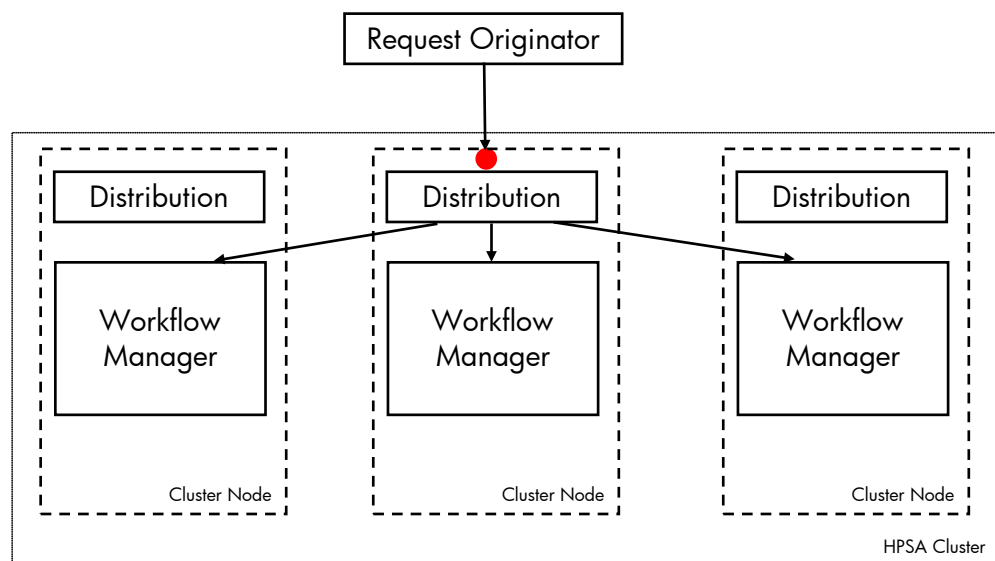 Request Originator
Distribution
Distribution
Distribution
Workflow
Manager
Workflow
Manager
Workflow
Manager
Cluster Node
Cluster Node
Cluster Node
HPSA Cluster